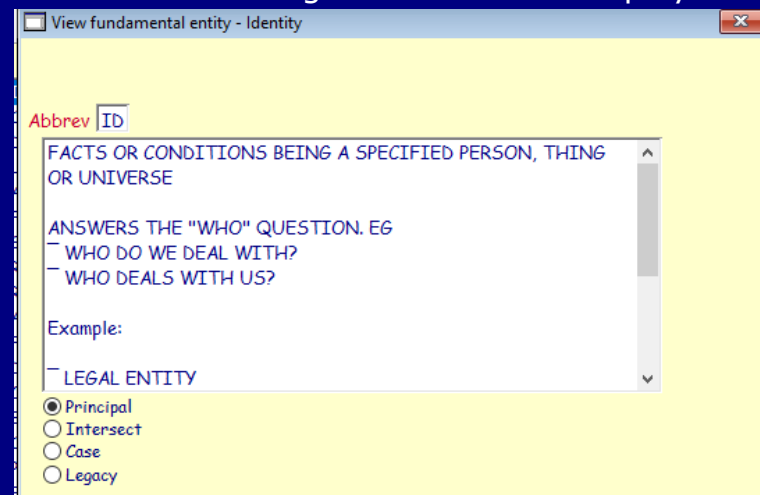 View fundamental entity - Identity
Abbrev ID
FACTS OR CONDITIONS BEING A SPECIFIED PERSON, THING
OR UNIVERSE
ANSWERS THE "WHO" QUESTION. EG
¯ WHO DO WE DEAL WITH?
¯ WHO DEALS WITH US?
Example:
¯ LEGAL ENTITY
Principal
Intersect
Case
Legacy